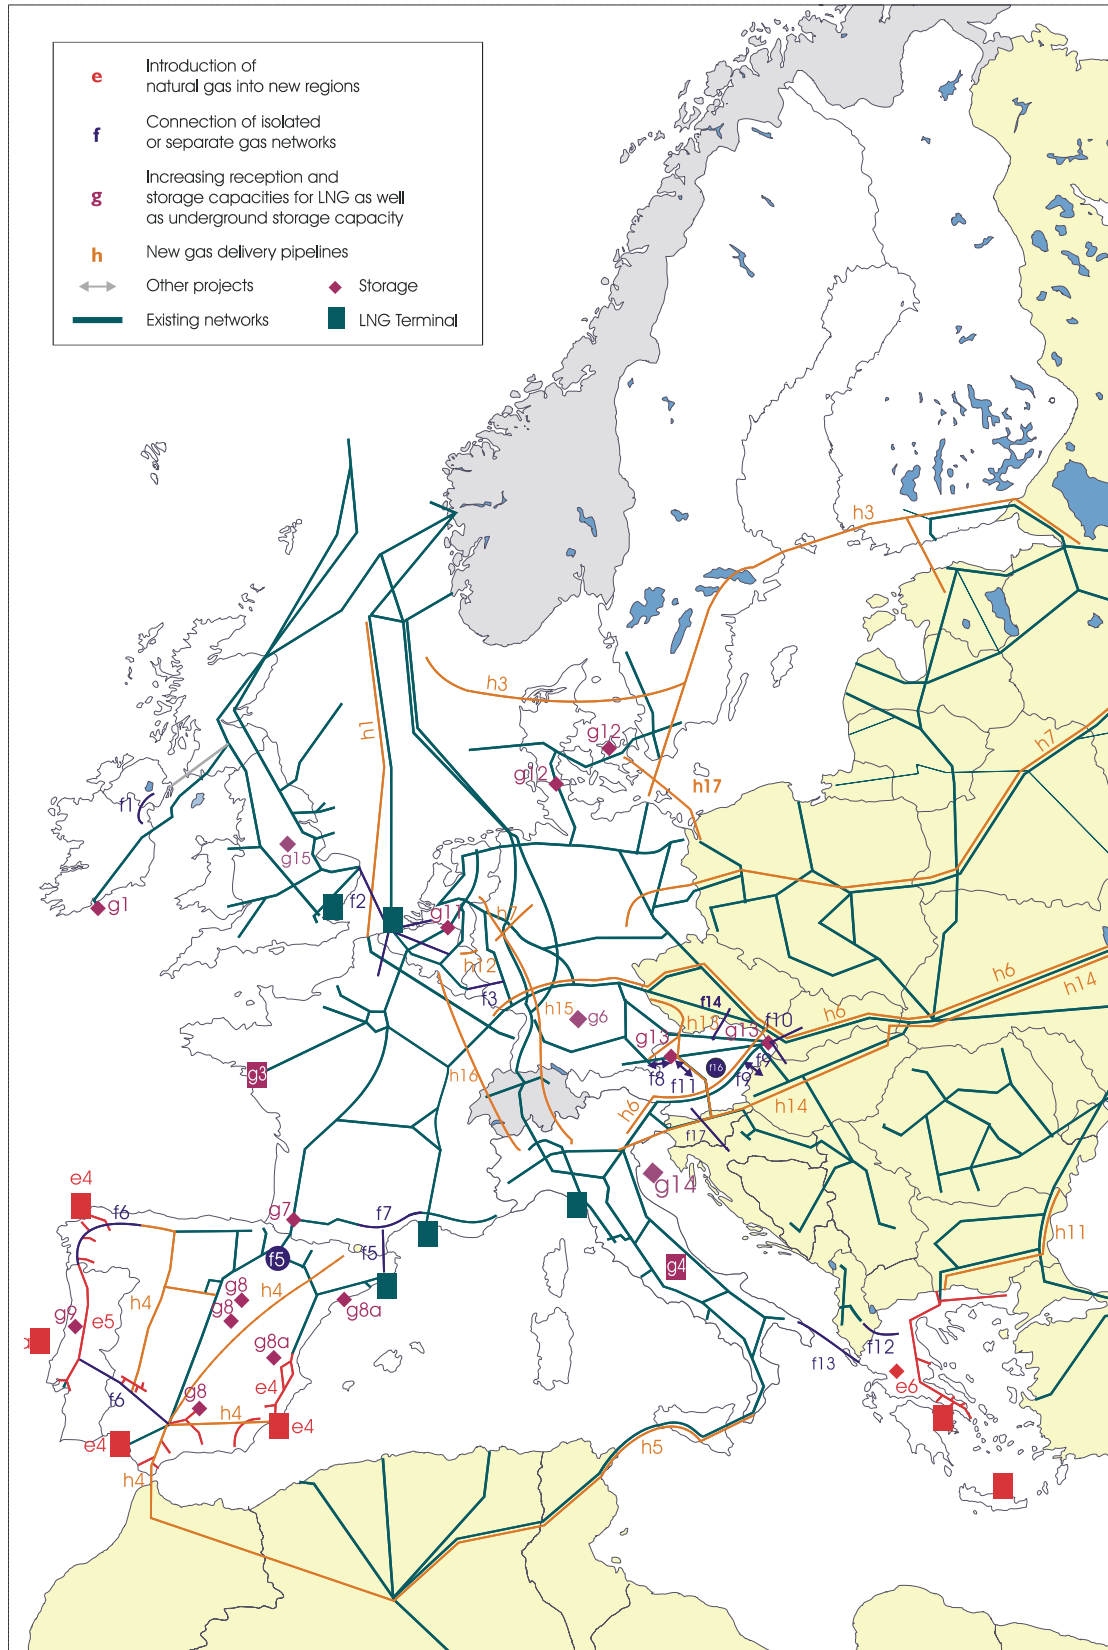 e Introduction of
natural gas into new regions
f Connection of isolated
or separate gas networks
g Increasing reception and
storage capacities for LNG as well
as underground storage capacity
h New gas delivery pipelines
Other projects
Storage
Existing networks
LNG Terminal
h3
h3
h1
g12
h7
g12
h17
f1
g15
g1
f2
g11
h7
h12
h6
f3
h14
h15
g6
f14
h13
g13
f10
h6
g13
g3
h16
f8
f11
f16
f9
f9
h6
h14
f17
g14
e4
f6
g7
f7
h11
f5
f5
g4
h4
g8
h4
g8
g8a
g9
e5
g8a
f12
f13
e6
f6
g8
e4
h4
e4
e4
h4
h5